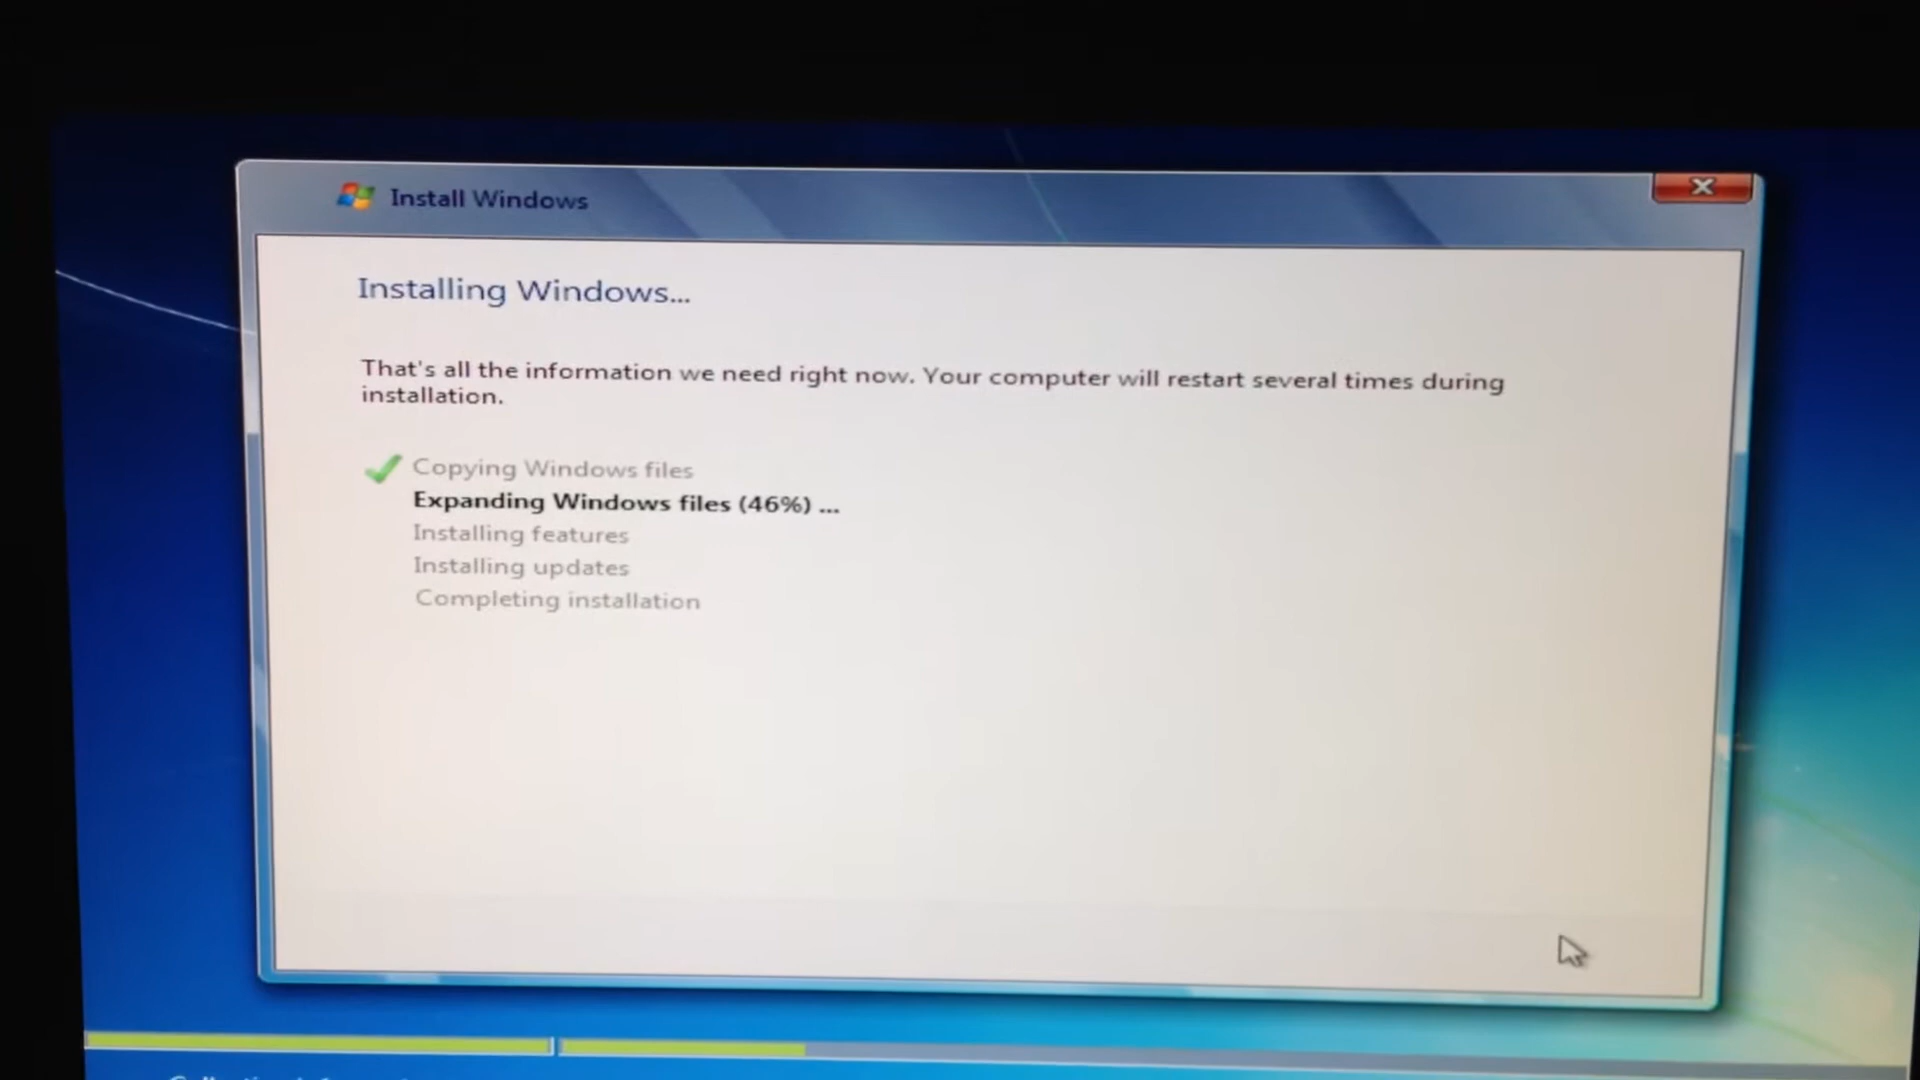 Install Windows
Installing Windows...
That's all the information we need right now. Your computer will restart several times during
installation.
Copying Windows files
Expanding Windows files (46%) ...
Installing features
Installing updates
Completing installation